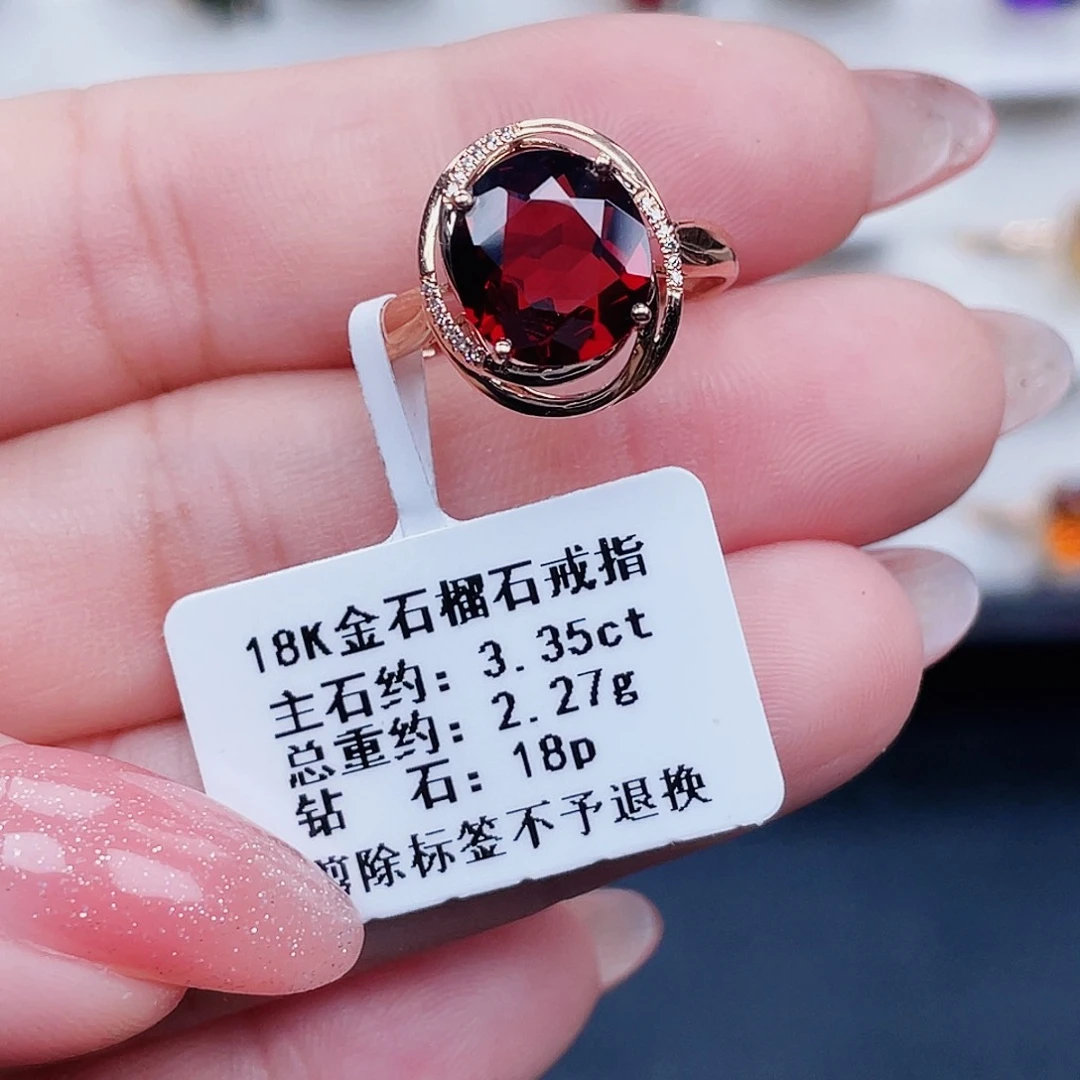 18K金石榴石戒指
主石约：3.35ct
总重约：2.27g
钻 石：18p
剪除标签不予退换